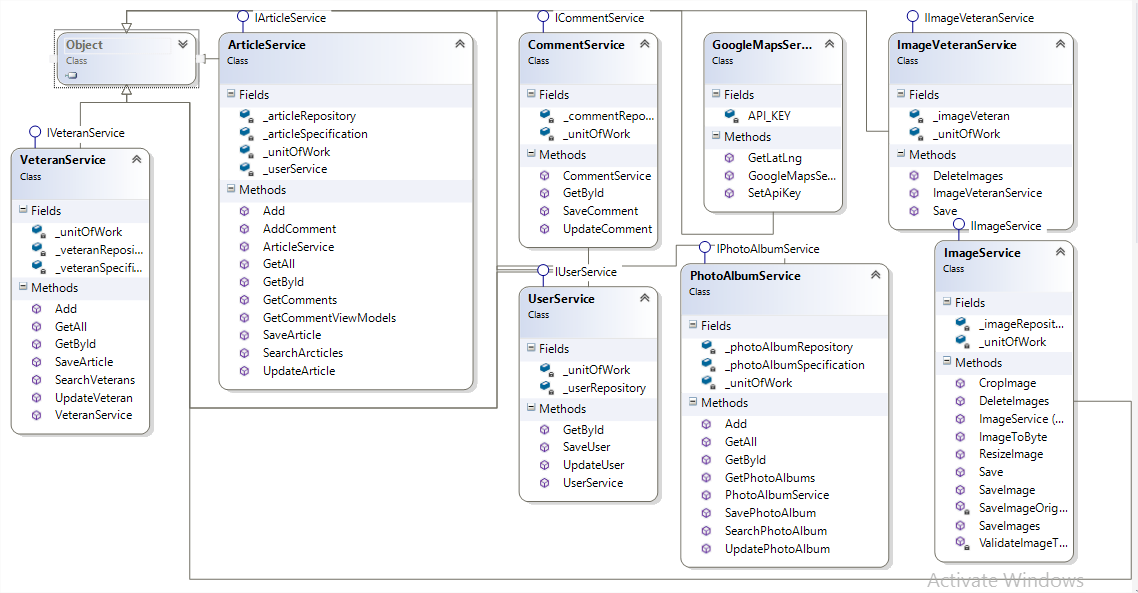 IArticleService
ICommentService
IImageVeteranService
Object
Class
ArticleService
Class
Fields
_articleRepository
_articleSpecification
_unitOfWork
_userService
Methods
Add
AddComment
ArticleService
GetAll
GetById
GetComments
GetCommentViewModels
SaveArticle
SearchArcticles
UpdateArticle
CommentService
Class
Fields
_commentRepo...
_unitOfWork
Methods
CommentService
GetById
SaveComment
UpdateComment
GoogleMapsSer...
Class
Fields
API_KEY
Methods
GetLatLng
GoogleMapsSe...
SetApiKey
ImageVeteranService
Class
Fields
_imageVeteran
_unitOfWork
Methods
DeleteImages
ImageVeteranService
Save
IVeteranService
VeteranService
Class
Fields
_unitOfWork
_veteranReposi...
_veteranSpecifi...
Methods
Add
GetAll
GetById
SaveArticle
SearchVeterans
UpdateVeteran
VeteranService
IUserService
UserService
Class
Fields
_unitOfWork
_userRepository
Methods
GetById
SaveUser
UpdateUser
UserService
IPhotoAlbumService
PhotoAlbumService
Class
Fields
_photoAlbumRepository
_photoAlbumSpecification
_unitOfWork
Methods
Add
GetAll
GetById
GetPhotoAlbums
PhotoAlbumService
SavePhotoAlbum
SearchPhotoAlbum
UpdatePhotoAlbum
IImageService
ImageService
Class
Fields
_imageReposit...
_unitOfWork
Methods
CropImage
DeleteImages
ImageService (...
ImageToByte
ResizeImage
Save
SaveImage
SaveImageOrig...
SaveImages
ValidateImageT...
Activate Windows